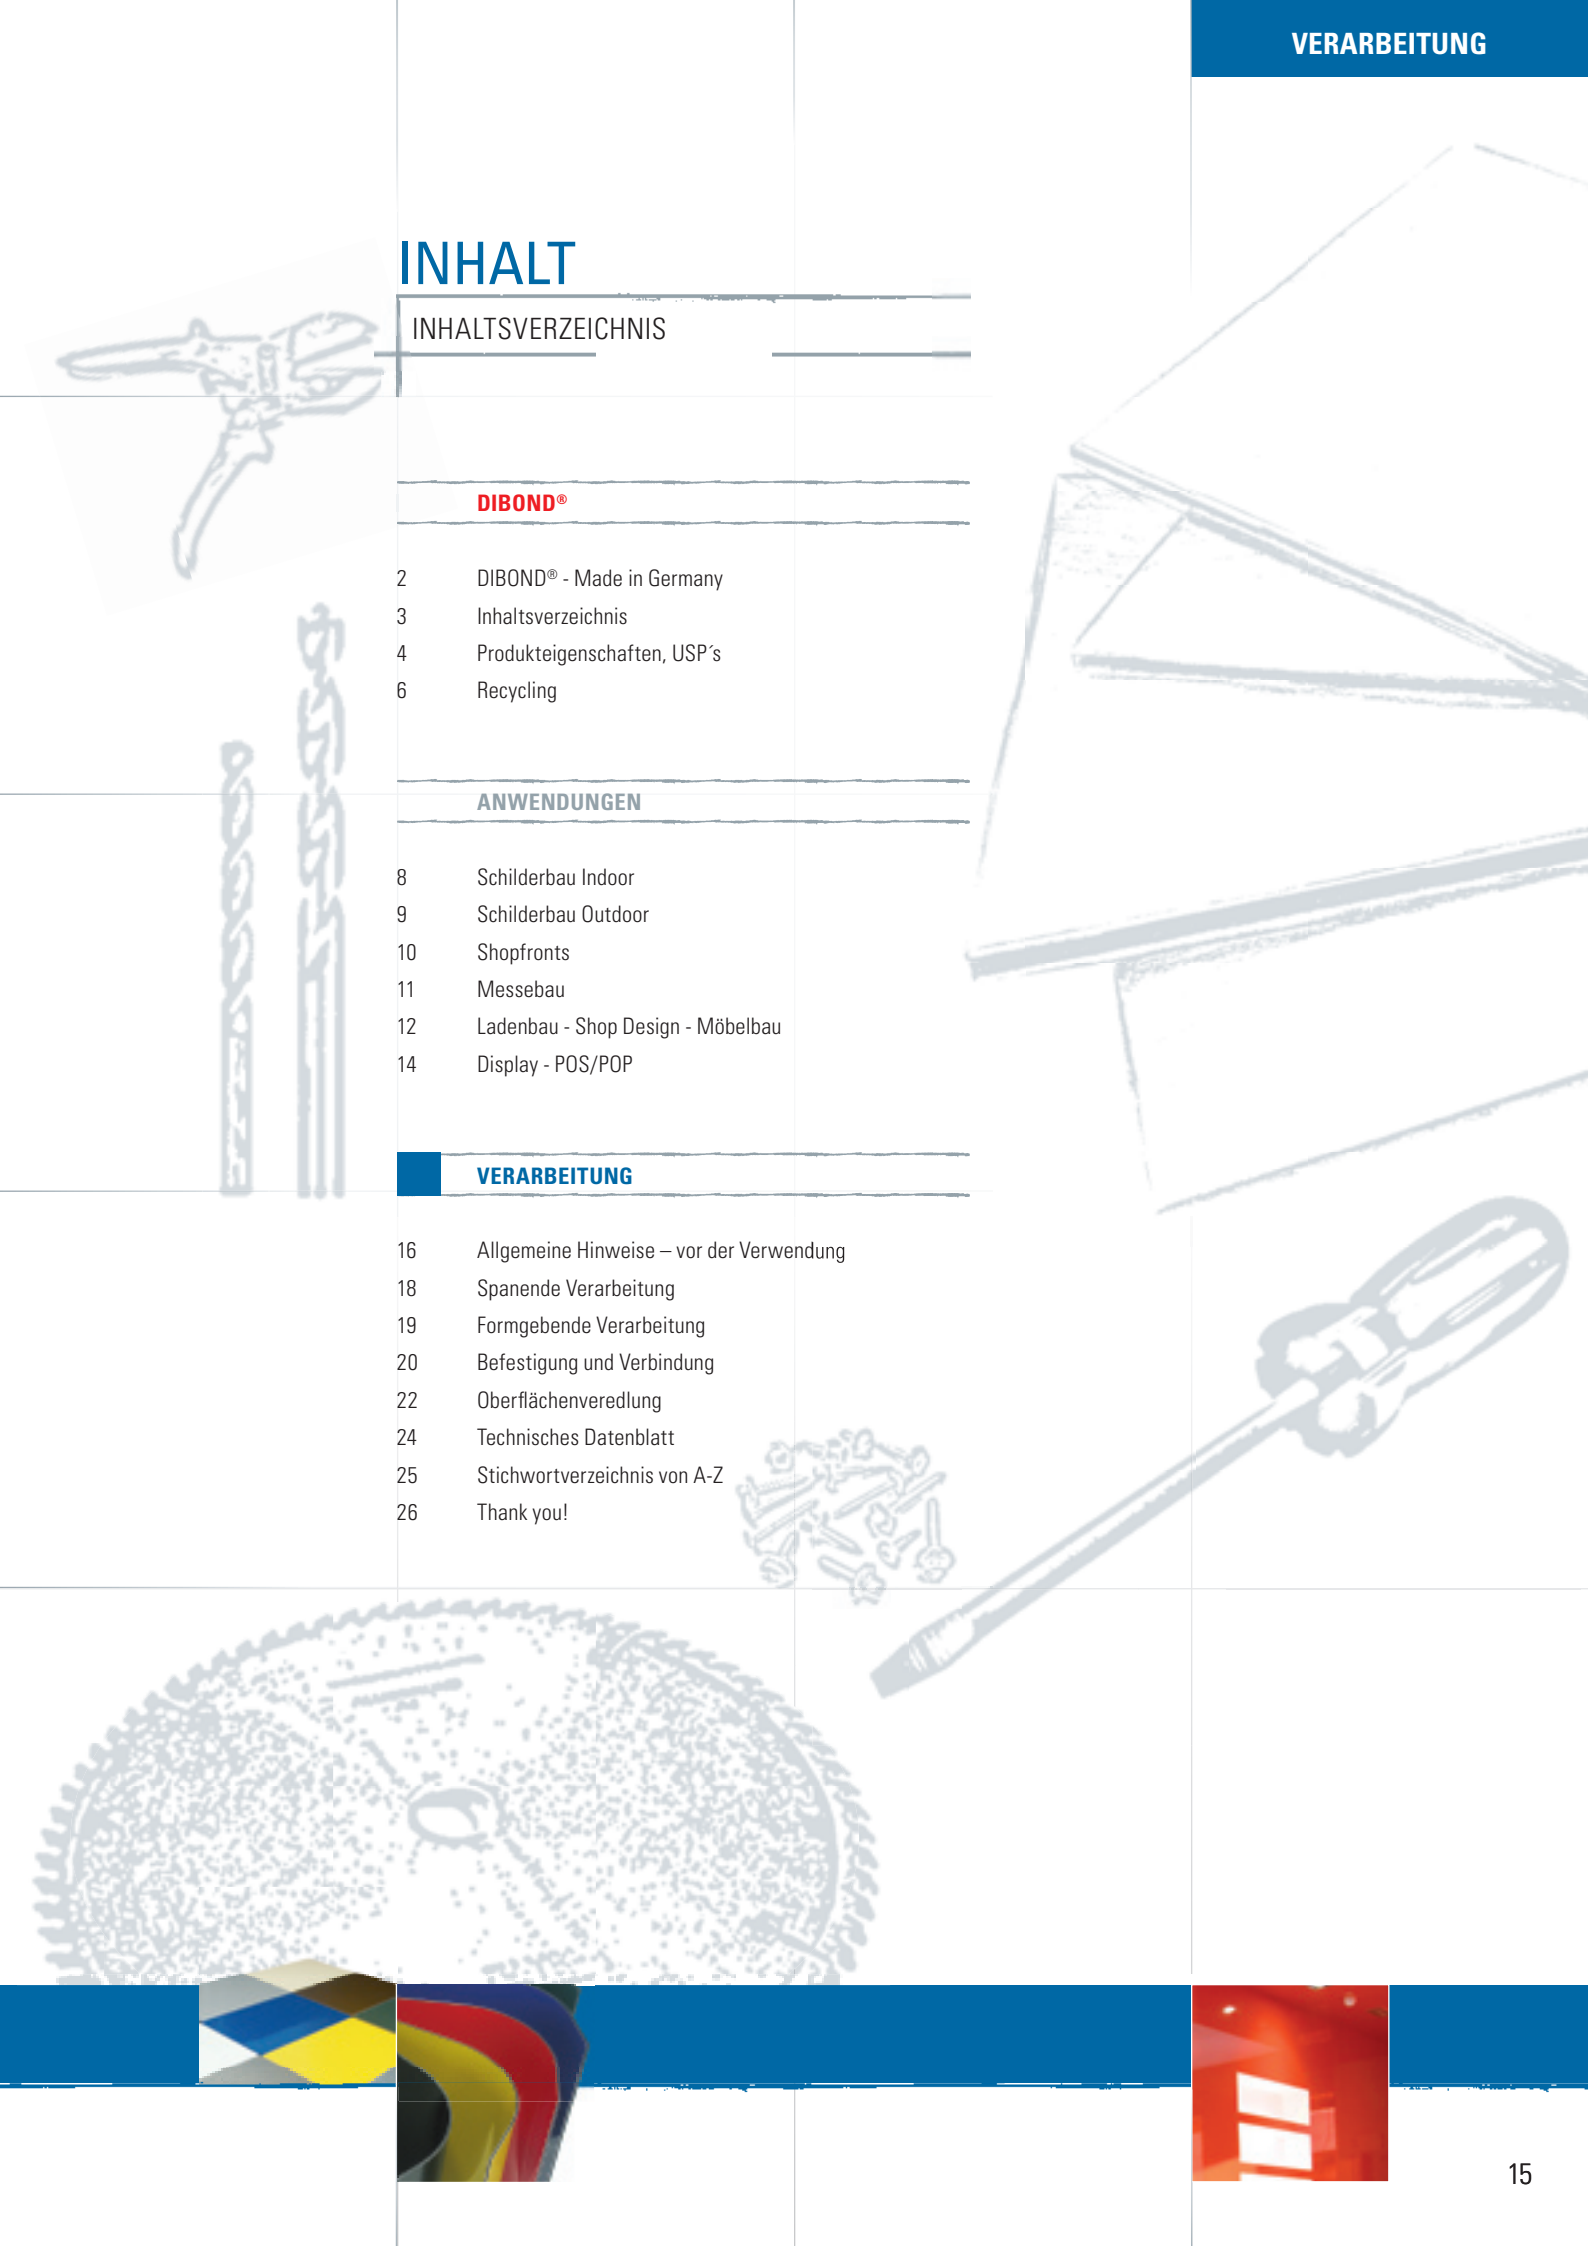 VERARBEITUNG
INHALT
INHALTSVERZEICHNIS
DIBOND®
2 DIBOND® - Made in Germany
3 Inhaltsverzeichnis
4 Produkteigenschaften, USP´s
6 Recycling
ANWENDUNGEN
8 Schilderbau Indoor
9 Schilderbau Outdoor
10 Shopfronts
11 Messebau
12 Ladenbau - Shop Design - Möbelbau
14 Display - POS/POP
VERARBEITUNG
16 Allgemeine Hinweise – vor der Verwendung
18 Spanende Verarbeitung
19 Formgebende Verarbeitung
20 Befestigung und Verbindung
22 Oberflächenveredlung
24 Technisches Datenblatt
25 Stichwortverzeichnis von A-Z
26 Thank you!
15